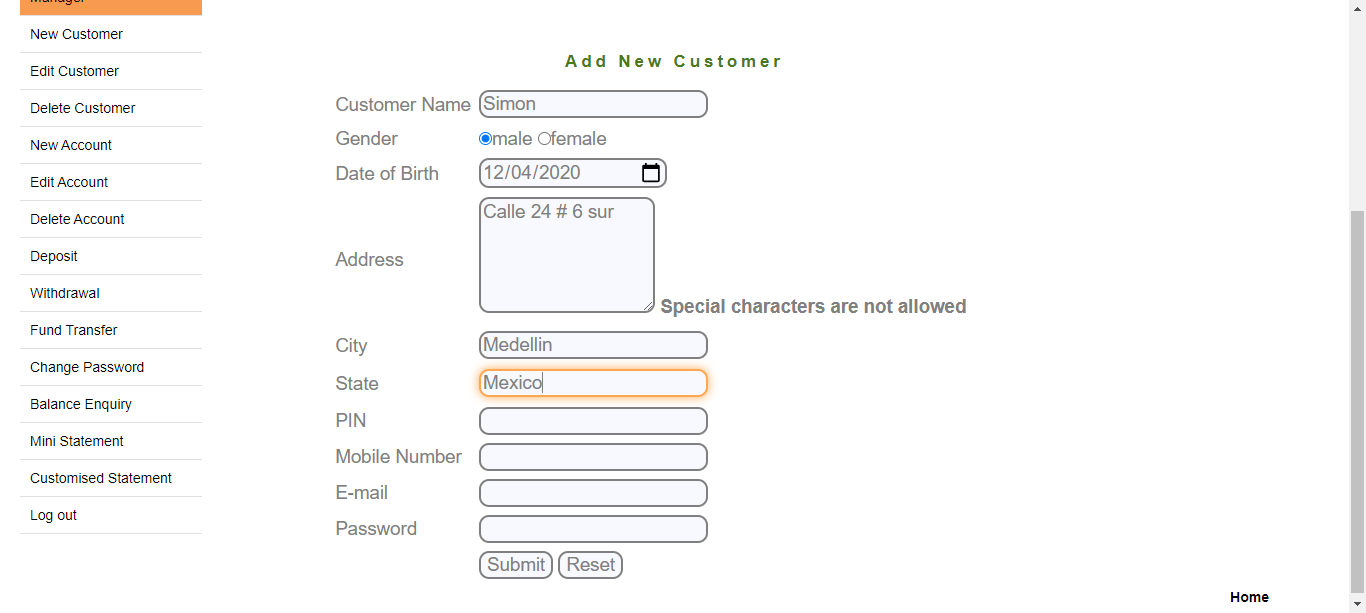 Manager
New Customer
Edit Customer
Delete Customer
New Account
Edit Account
Delete Account
Deposit
Withdrawal
Fund Transfer
Change Password
Balance Enquiry
Mini Statement
Customised Statement
Log out
Add New Customer
Customer Name Simon
Gender male female
Date of Birth 12/04/2020
Address Calle 24 # 6 sur
Special characters are not allowed
City Medellin
State Mexico
PIN
Mobile Number
E-mail
Password
Submit Reset
Home